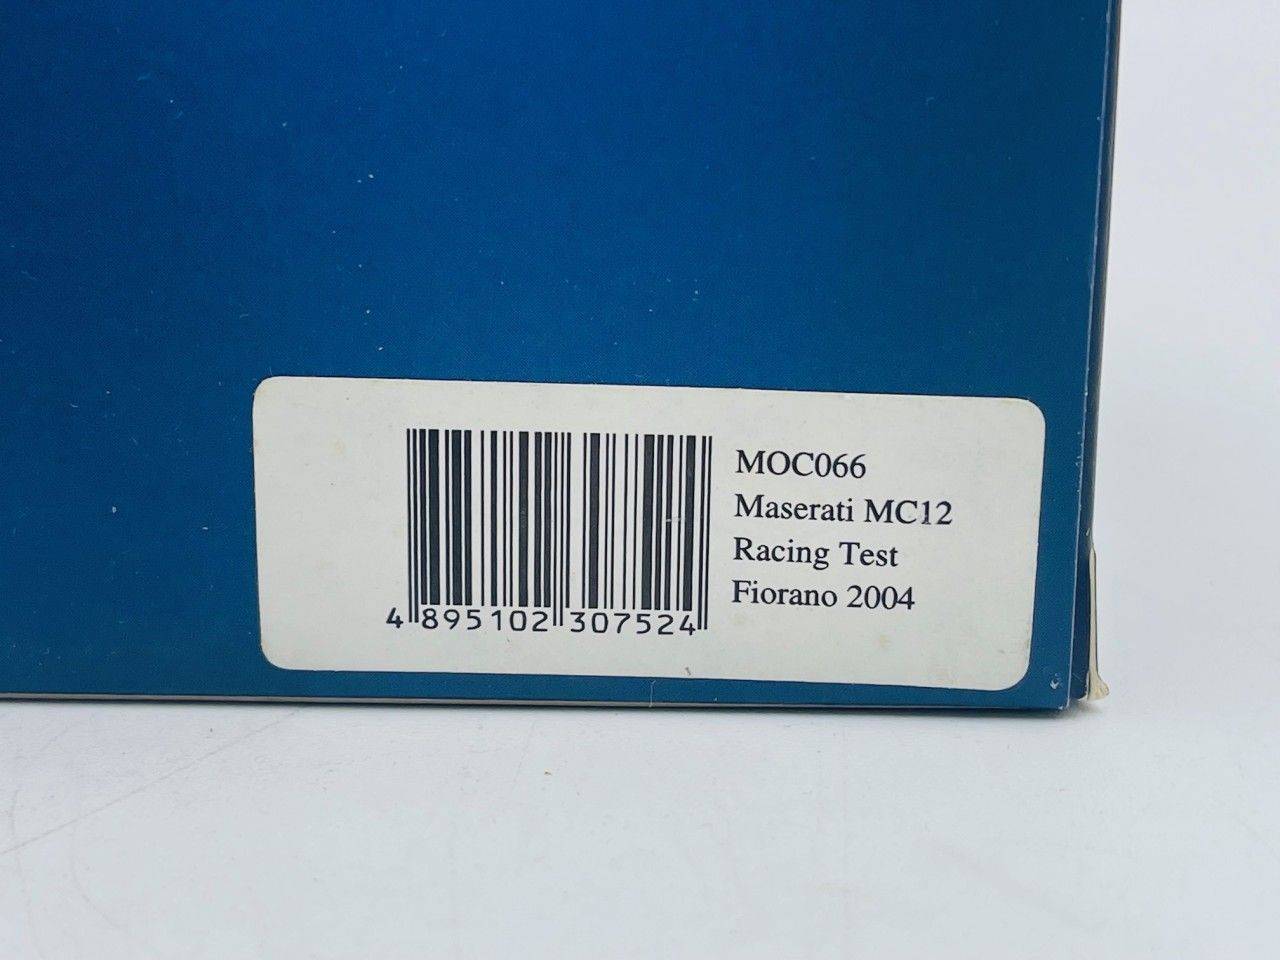 MOC066
Maserati MC12
Racing Test
Fiorano 2004
4 895102 307524